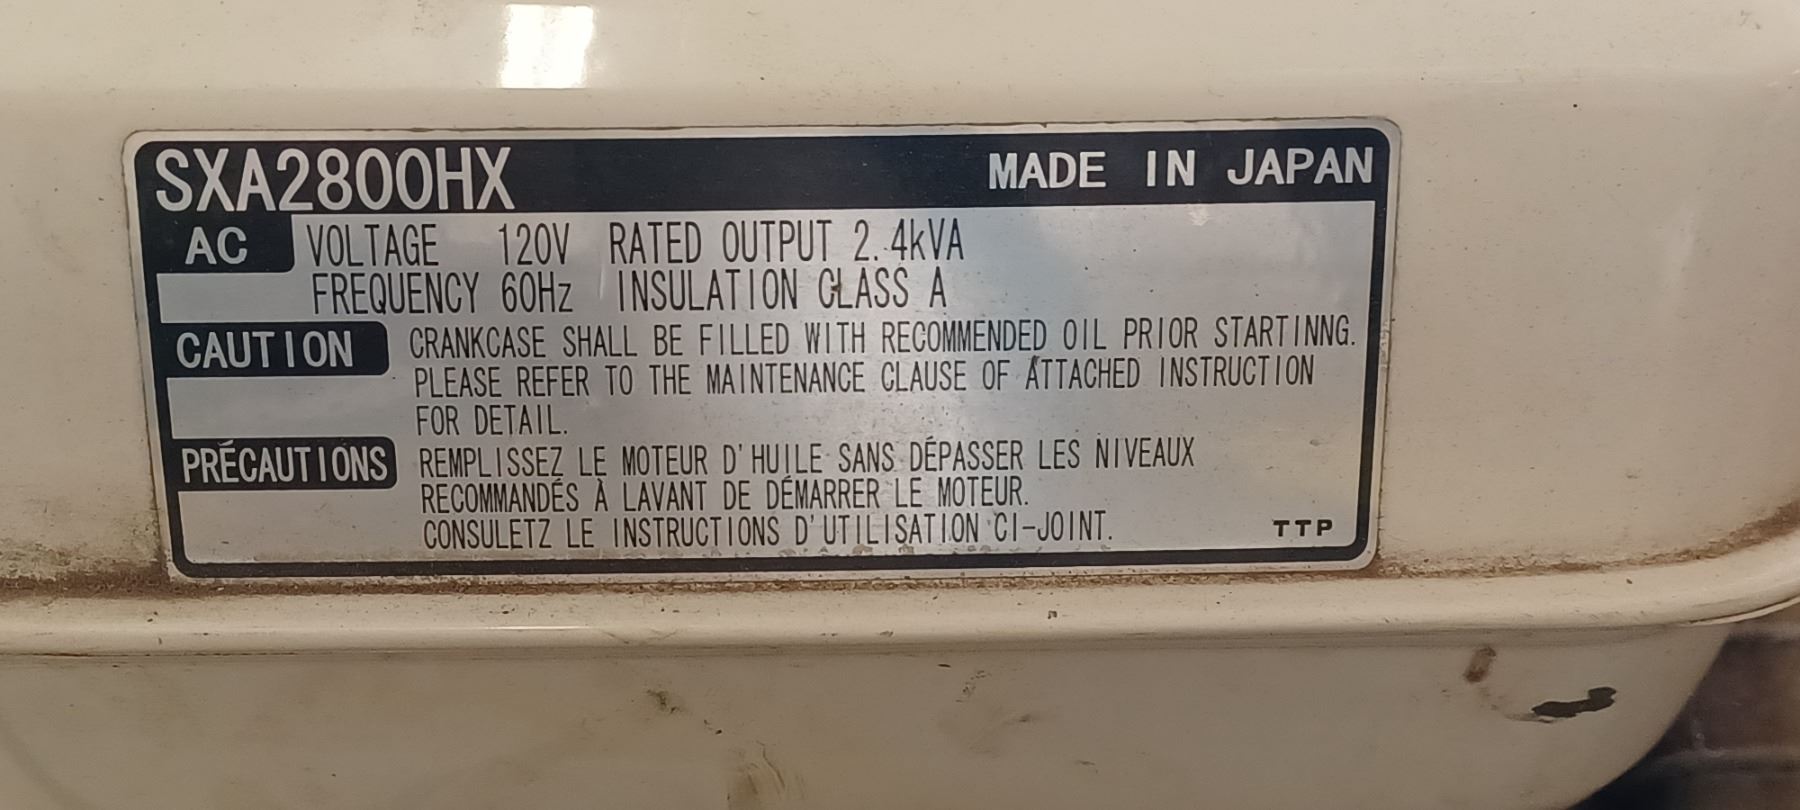 SXA2800HX MADE IN JAPAN
AC VOLTAGE 120V RATED OUTPUT 2.4kVA
FREQUENCY 60Hz INSULATION CLASS A
CAUTION CRANKCASE SHALL BE FILLED WITH RECOMMENDED OIL PRIOR STARTINNG.
PLEASE REFER TO THE MAINTENANCE CLAUSE OF ATTACHED INSTRUCTION
FOR DETAIL.
PRÉCAUTIONS REMPLISSEZ LE MOTEUR D'HUILE SANS DÉPASSER LES NIVEAUX
RECOMMANDÉS À LAVANT DE DÉMARRER LE MOTEUR.
CONSULETZ LE INSTRUCTIONS D'UTILISATION CI-JOINT. TTP